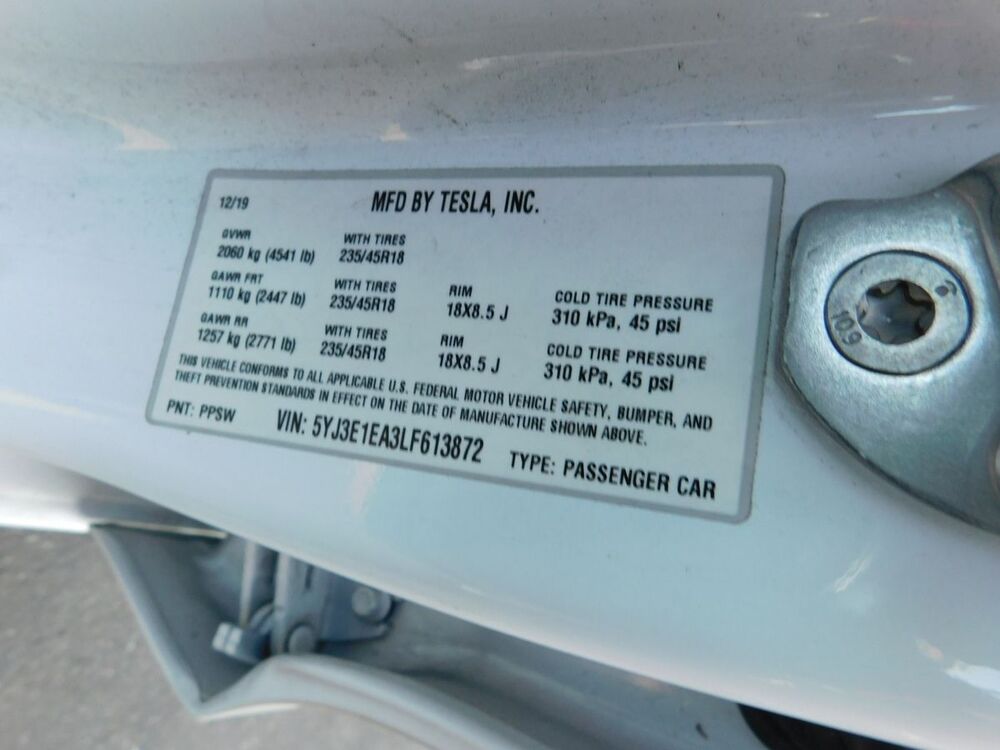 12/19 MFD BY TESLA, INC.
GVWR WITH TIRES
2060 kg (4541 lb) 235/45R18
GAWR FRT WITH TIRES RIM COLD TIRE PRESSURE
1110 kg (2447 lb) 235/45R18 18X8.5 J 310 kPa, 45 psi
GAWR RR WITH TIRES RIM COLD TIRE PRESSURE
1257 kg (2771 lb) 235/45R18 18X8.5 J 310 kPa, 45 psi
THIS VEHICLE CONFORMS TO ALL APPLICABLE U.S. FEDERAL MOTOR VEHICLE SAFETY, BUMPER, AND
THEFT PREVENTION STANDARDS IN EFFECT ON THE DATE OF MANUFACTURE SHOWN ABOVE.
PNT: PPSW VIN: 5YJ3E1EA3LF613872 TYPE: PASSENGER CAR
10.9